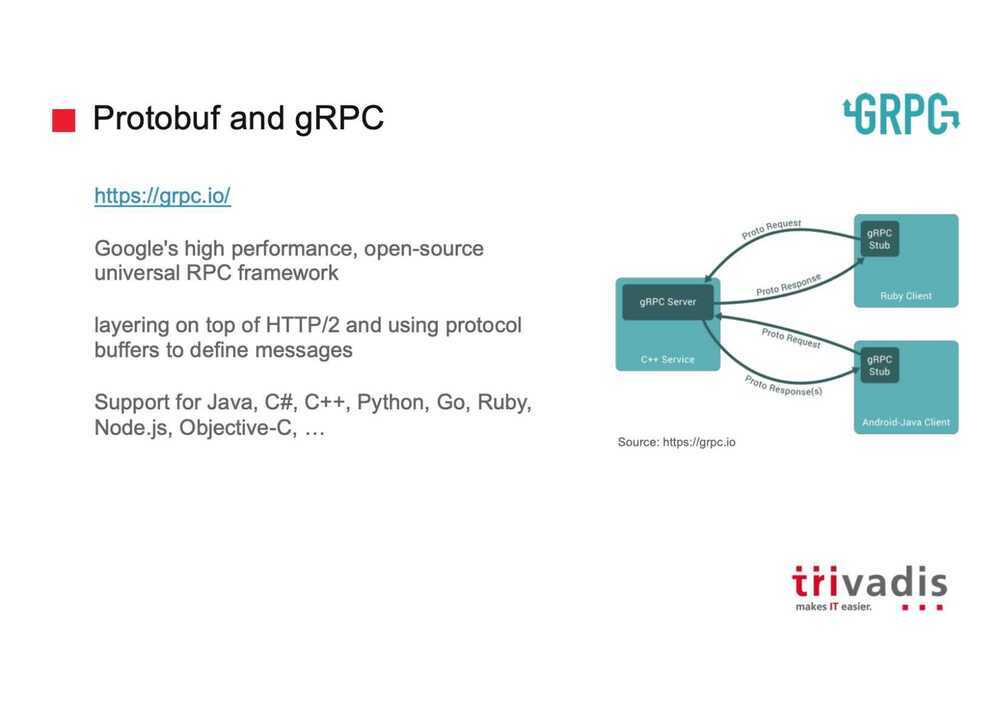 Protobuf and gRPC
GRPC
https://grpc.io/
Google's high performance, open-source
universal RPC framework
layering on top of HTTP/2 and using protocol
buffers to define messages
Support for Java, C#, C++, Python, Go, Ruby,
Node.js, Objective-C, …
Proto Request
gRPC
Stub
Ruby Client
Proto Response
gRPC Server
C++ Service
Proto Request
gRPC
Stub
Proto Response(s)
Android-Java Client
Source: https://grpc.io
trivadis
makes IT easier.